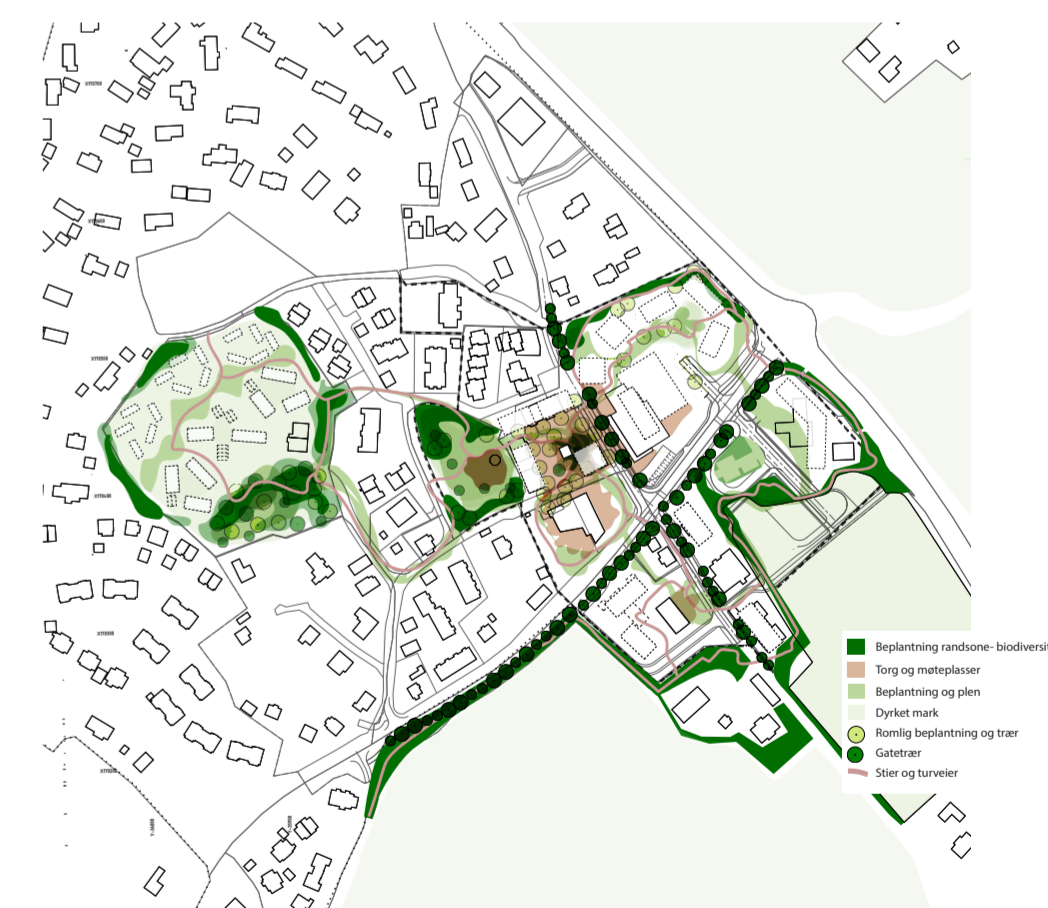 Beplantning randsone- biodiversit
Torg og møteplasser
Beplantning og plen
Dyrket mark
Romlig beplantning og trær
Gatetrær
Stier og turveier